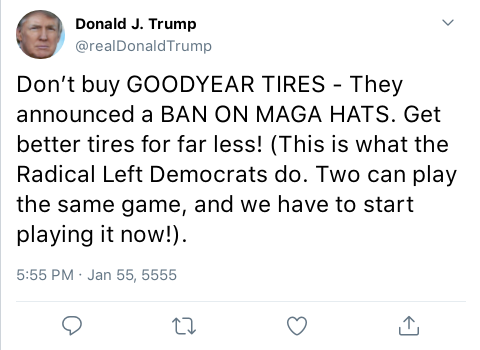 Donald J. Trump
@realDonaldTrump
Don’t buy GOODYEAR TIRES - They
announced a BAN ON MAGA HATS. Get
better tires for far less! (This is what the
Radical Left Democrats do. Two can play
the same game, and we have to start
playing it now!).
5:55 PM · Jan 55, 5555